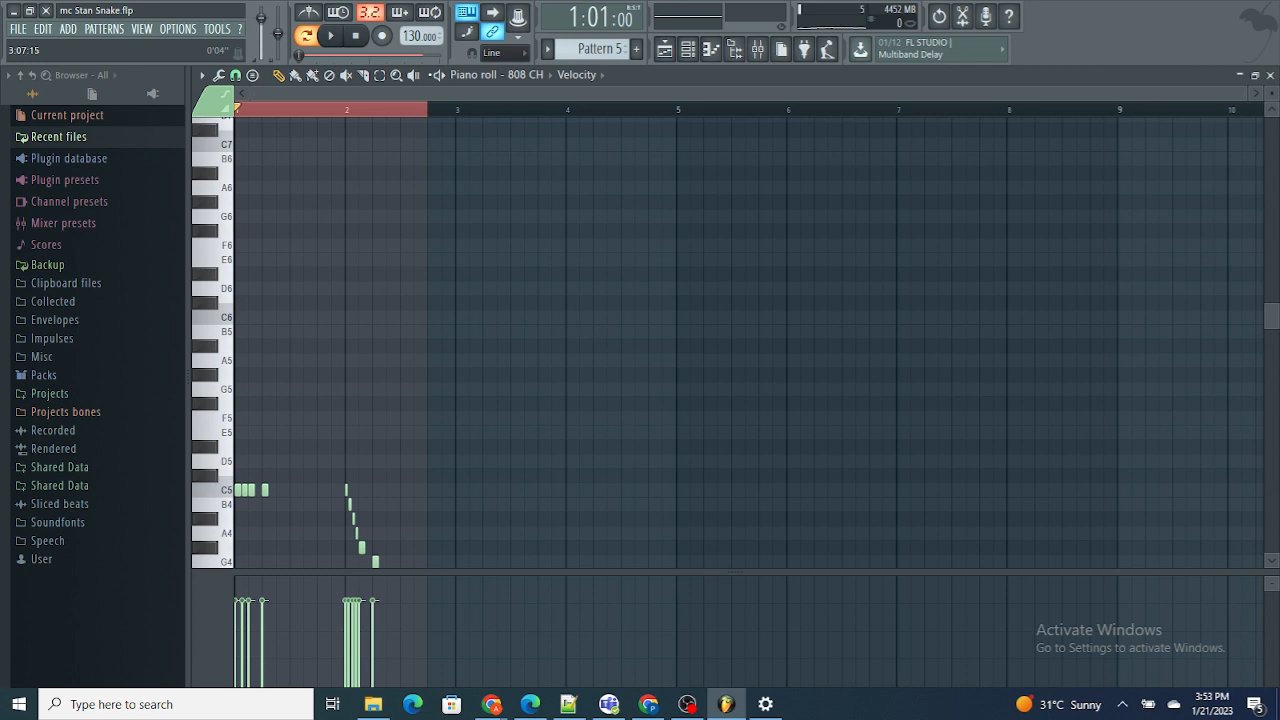 mc Stan Snake.flp
FILE EDIT ADD PATTERNS VIEW OPTIONS TOOLS ?
3:07:15 0'04"
3.2
130.000
1:01:00
B:S:T
Line
Pattern 5
5 4452 MB
0
01/12 FL STUDIO |
Multiband Delay
Browser - All
Piano roll - 808 CH Velocity
Current project
Recent files
Plugin database
Plugin presets
Channel presets
Mixer presets
Scores
Backup
Clipboard files
Collected
Envelopes
Impulses
Misc
Packs
Projects
Projects bones
Recorded
Rendered
Shared Data
Shared Data
Sliced beats
Soundfonts
Speech
User
2 3 4 5 6 7 8 9 10
C7
B6
A6
G6
F6
E6
D6
C6
B5
A5
G5
F5
E5
D5
C5
B4
A4
G4
Activate Windows
Go to Settings to activate Windows.
Type here to search
31°C Sunny
3:53 PM
1/21/2023